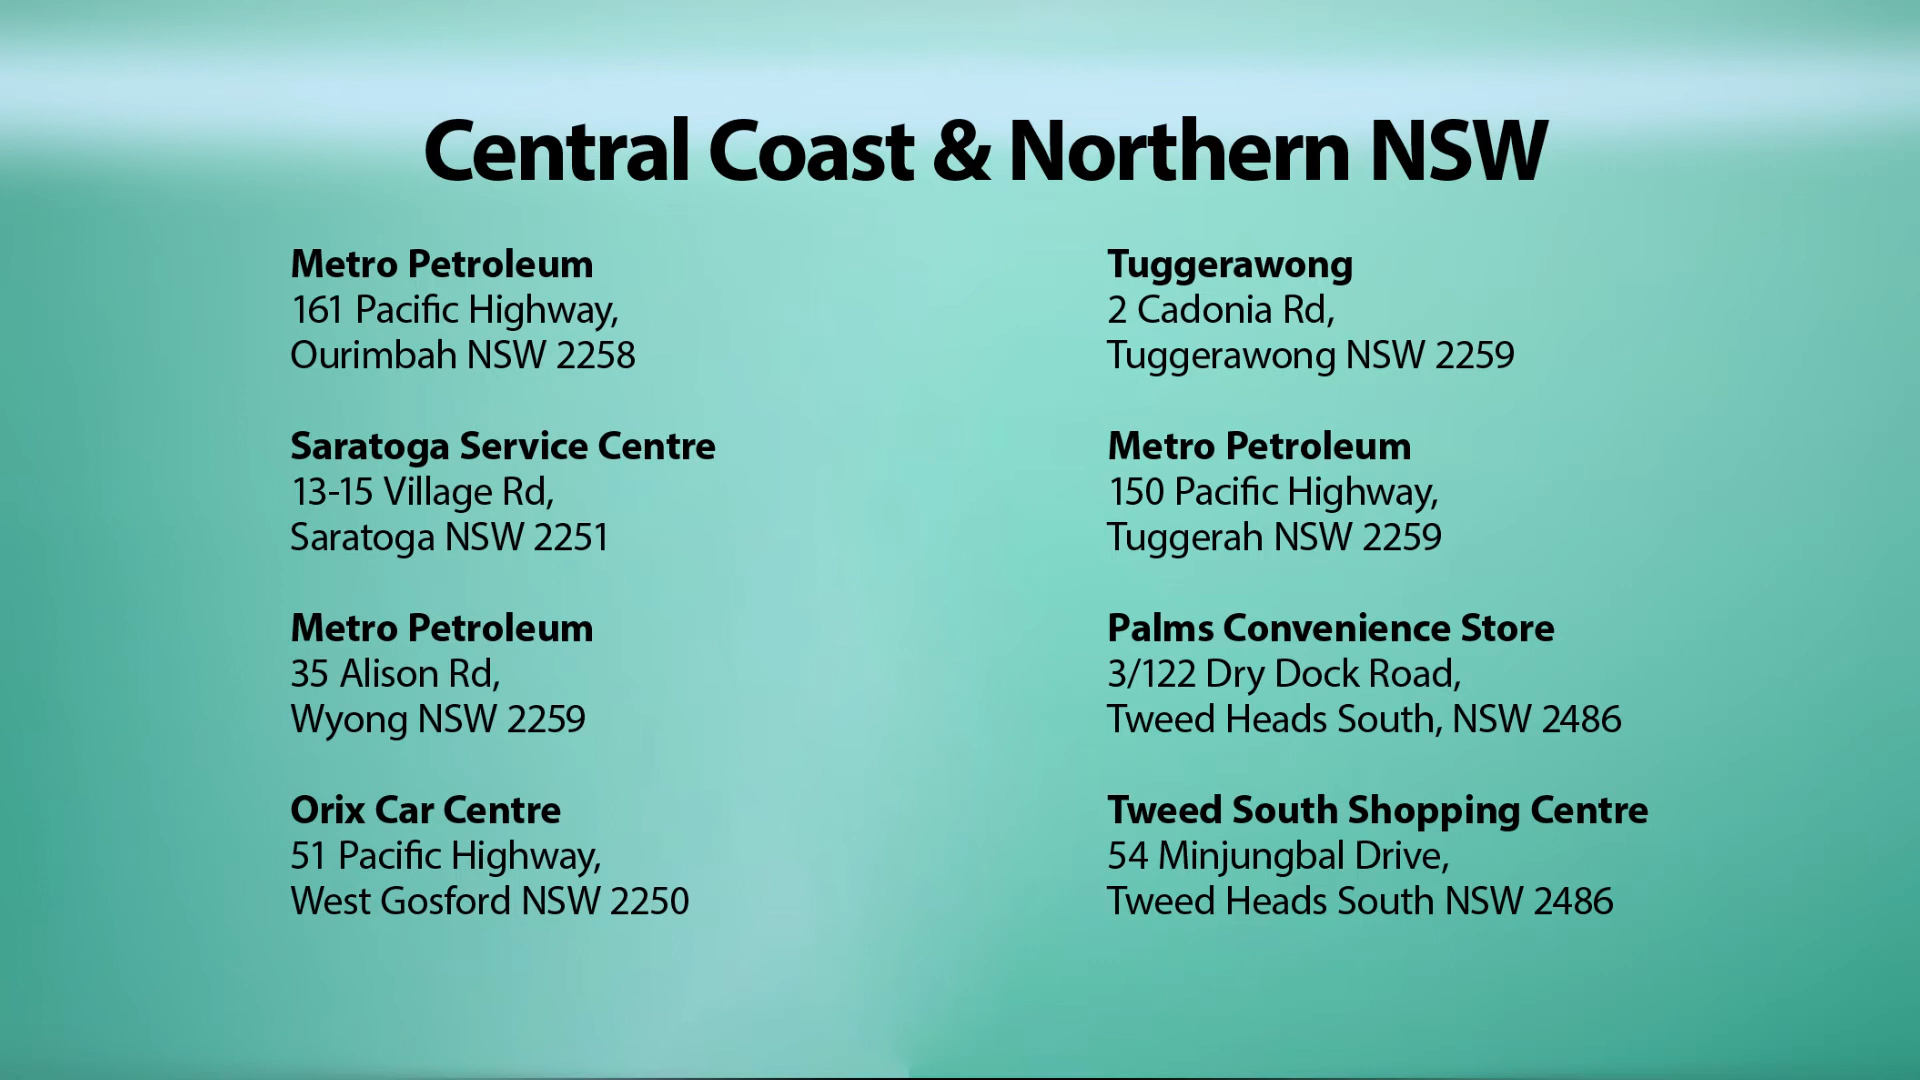 Central Coast & Northern NSW
Metro Petroleum
161 Pacific Highway,
Ourimbah NSW 2258
Saratoga Service Centre
13-15 Village Rd,
Saratoga NSW 2251
Metro Petroleum
35 Alison Rd,
Wyong NSW 2259
Orix Car Centre
51 Pacific Highway,
West Gosford NSW 2250
Tuggerawong
2 Cadonia Rd,
Tuggerawong NSW 2259
Metro Petroleum
150 Pacific Highway,
Tuggerah NSW 2259
Palms Convenience Store
3/122 Dry Dock Road,
Tweed Heads South, NSW 2486
Tweed South Shopping Centre
54 Minjungbal Drive,
Tweed Heads South NSW 2486